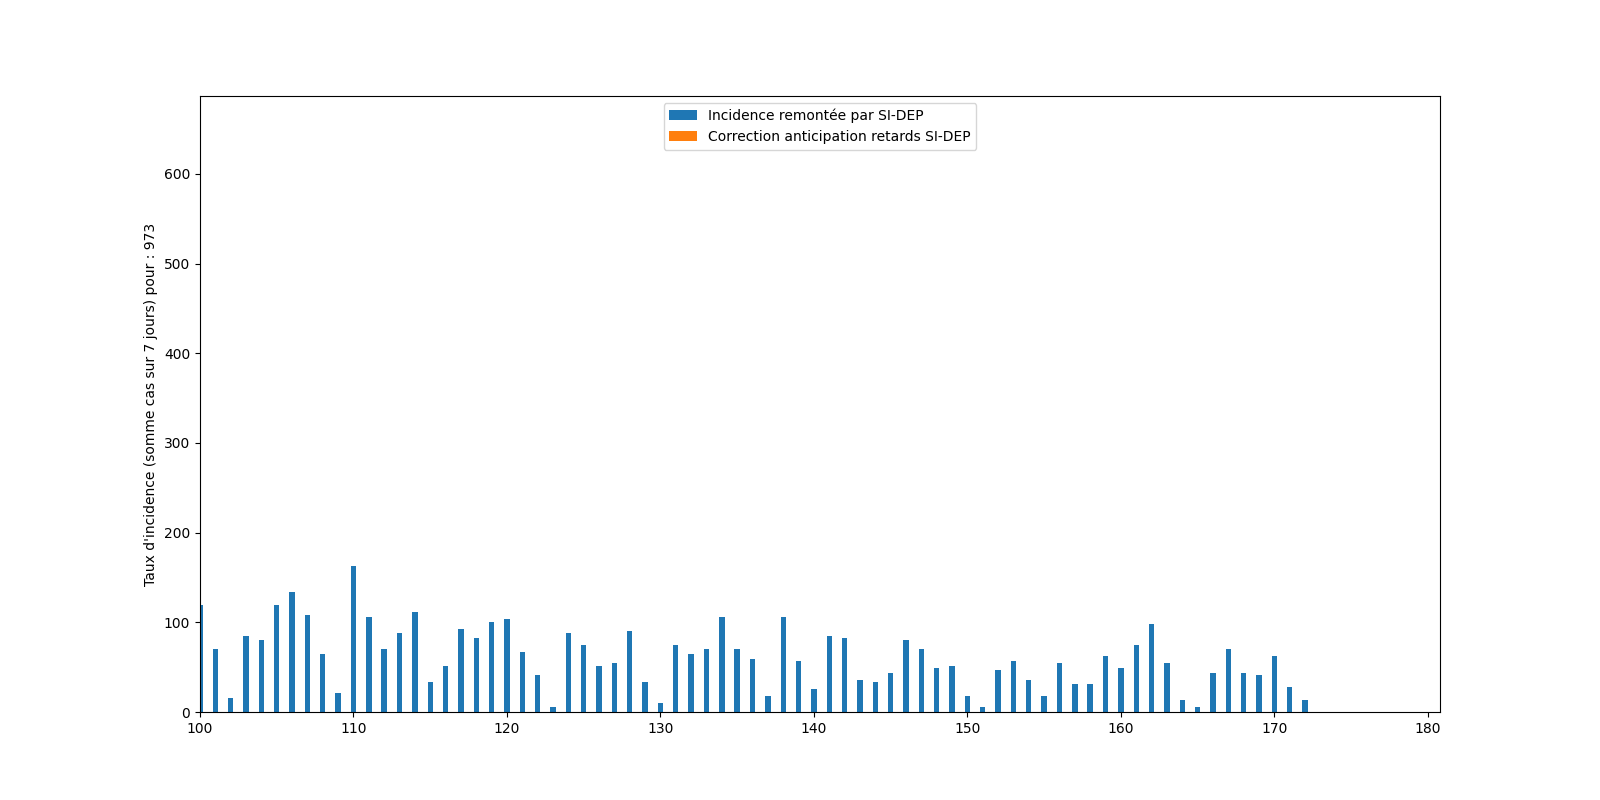 Incidence remontée par SI-DEP
Correction anticipation retards SI-DEP
Taux d'incidence (somme cas sur 7 jours) pour : 973
600
500
400
300
200
100
0
100 110 120 130 140 150 160 170 180